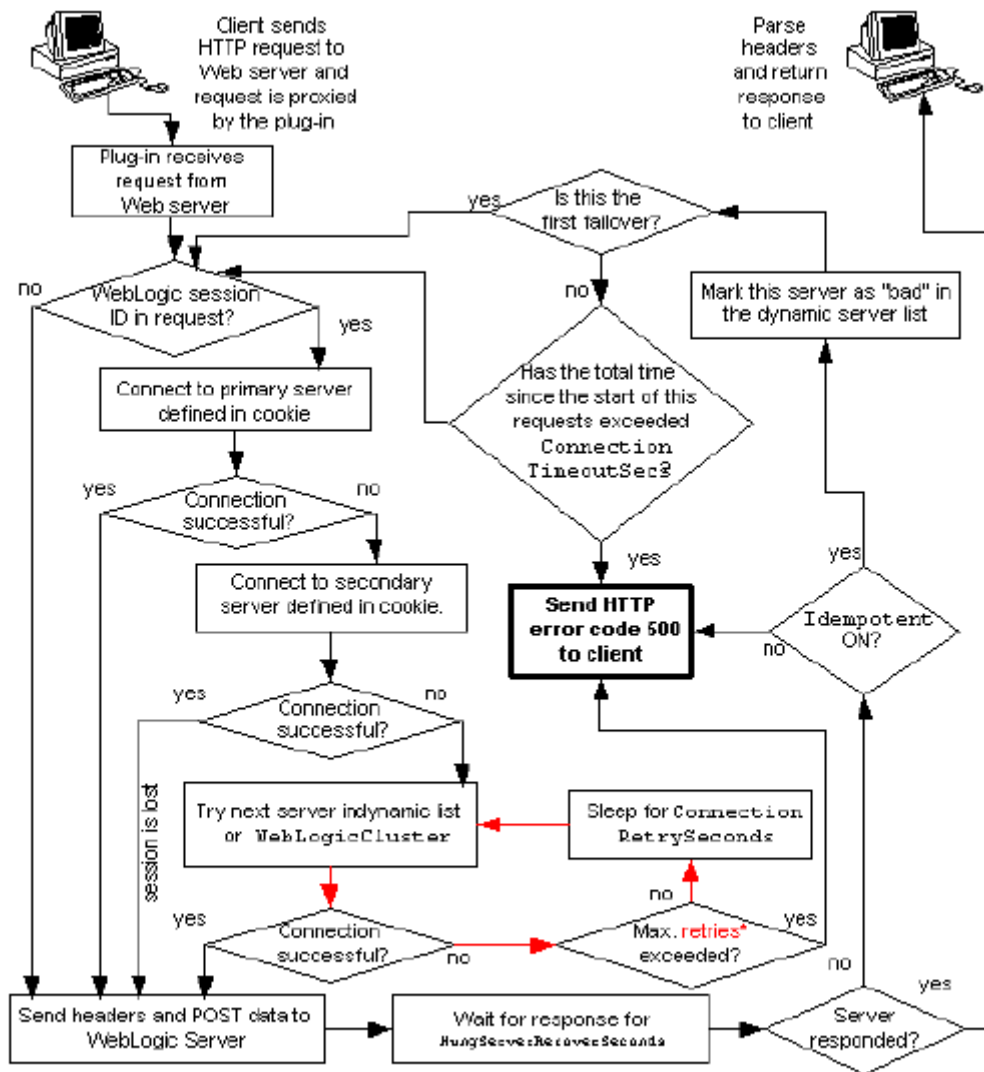 Client sends
HTTP request to
Web server and
request is proxied
by the plug-in
Parse
headers
and return
response
to client
Plug-in receives
request from
Web server
Is this the
first failover?
yes
no
WebLogic session
ID in request?
no
yes
Mark this server as "bad" in
the dynamic server list
Connect to primary server
defined in cookie
Has the total time
since the start of this
requests exceeded
Connection
TimeoutSec?
yes
Connection
successful?
yes
no
Connect to secondary
server defined in cookie.
Send HTTP
error code 500
to client
yes
Idempotent
ON?
no
Connection
successful?
yes
no
session is lost
Try next server indynamic list
or WebLogicCluster
Sleep for Connection
RetrySeconds
no
yes
Connection
successful?
no
Max. retries*
exceeded?
yes
no
yes
Send headers and POST data to
WebLogic Server
Wait for response for
HungServerRecoverSeconds
Server
responded?